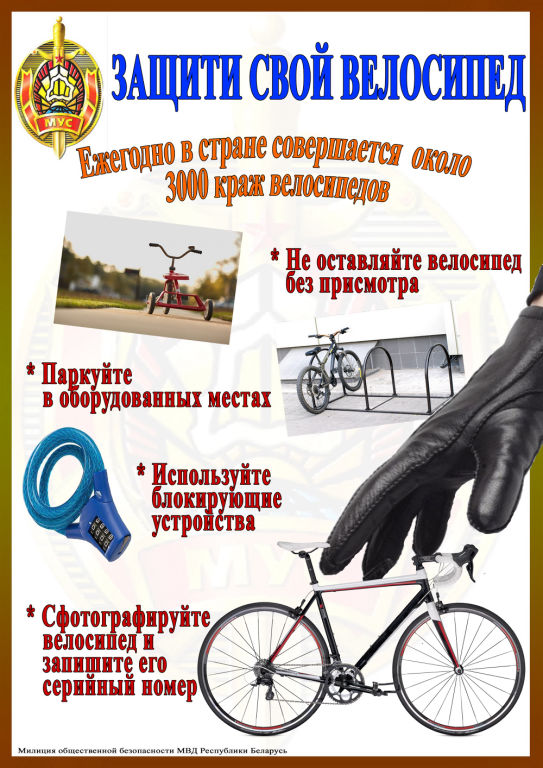 ЗАЩИТИ СВОЙ ВЕЛОСИПЕД
МУС
Ежегодно в стране совершается около
3000 краж велосипедов
* Не оставляйте велосипед
без присмотра
* Паркуйте
в оборудованных местах
* Используйте
блокирующие
устройства
* Сфотографируйте
велосипед и
запишите его
серийный номер
МУС
Милиция общественной безопасности МВД Республики Беларусь